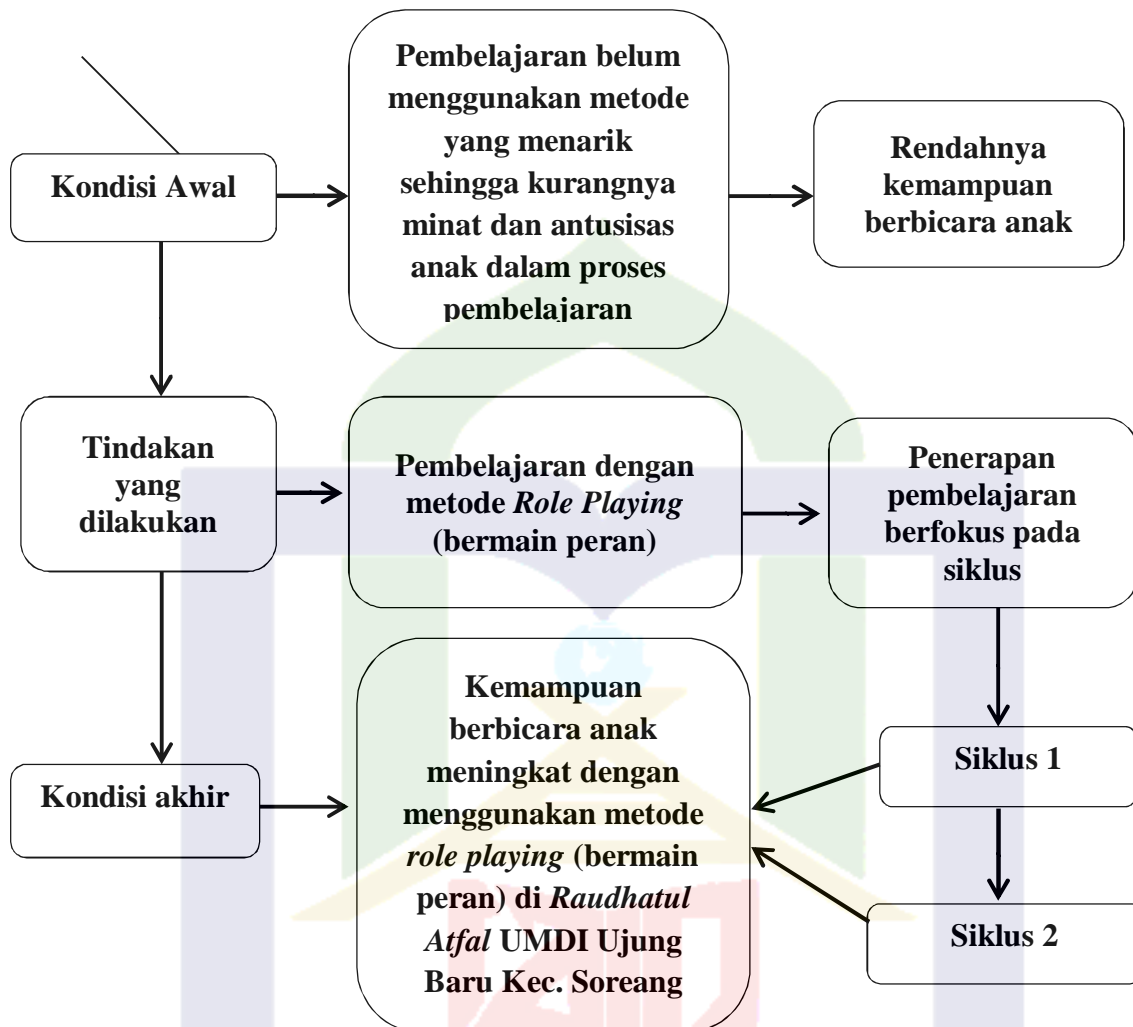 Kondisi Awal
Pembelajaran belum
menggunakan metode
yang menarik
sehingga kurangnya
minat dan antusisas
anak dalam proses
pembelajaran
Rendahnya
kemampuan
berbicara anak
Tindakan
yang
dilakukan
Pembelajaran dengan
metode Role Playing
(bermain peran)
Penerapan
pembelajaran
berfokus pada
siklus
Kondisi akhir
Kemampuan
berbicara anak
meningkat dengan
menggunakan metode
role playing (bermain
peran) di Raudhatul
Atfal UMDI Ujung
Baru Kec. Soreang
Siklus 1
Siklus 2